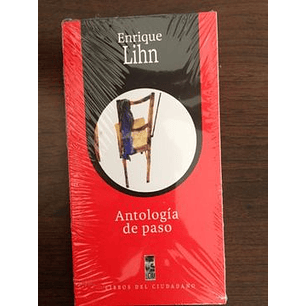 Enrique
Lihn
Antología
de paso
LIBROS DEL CIUDADANO